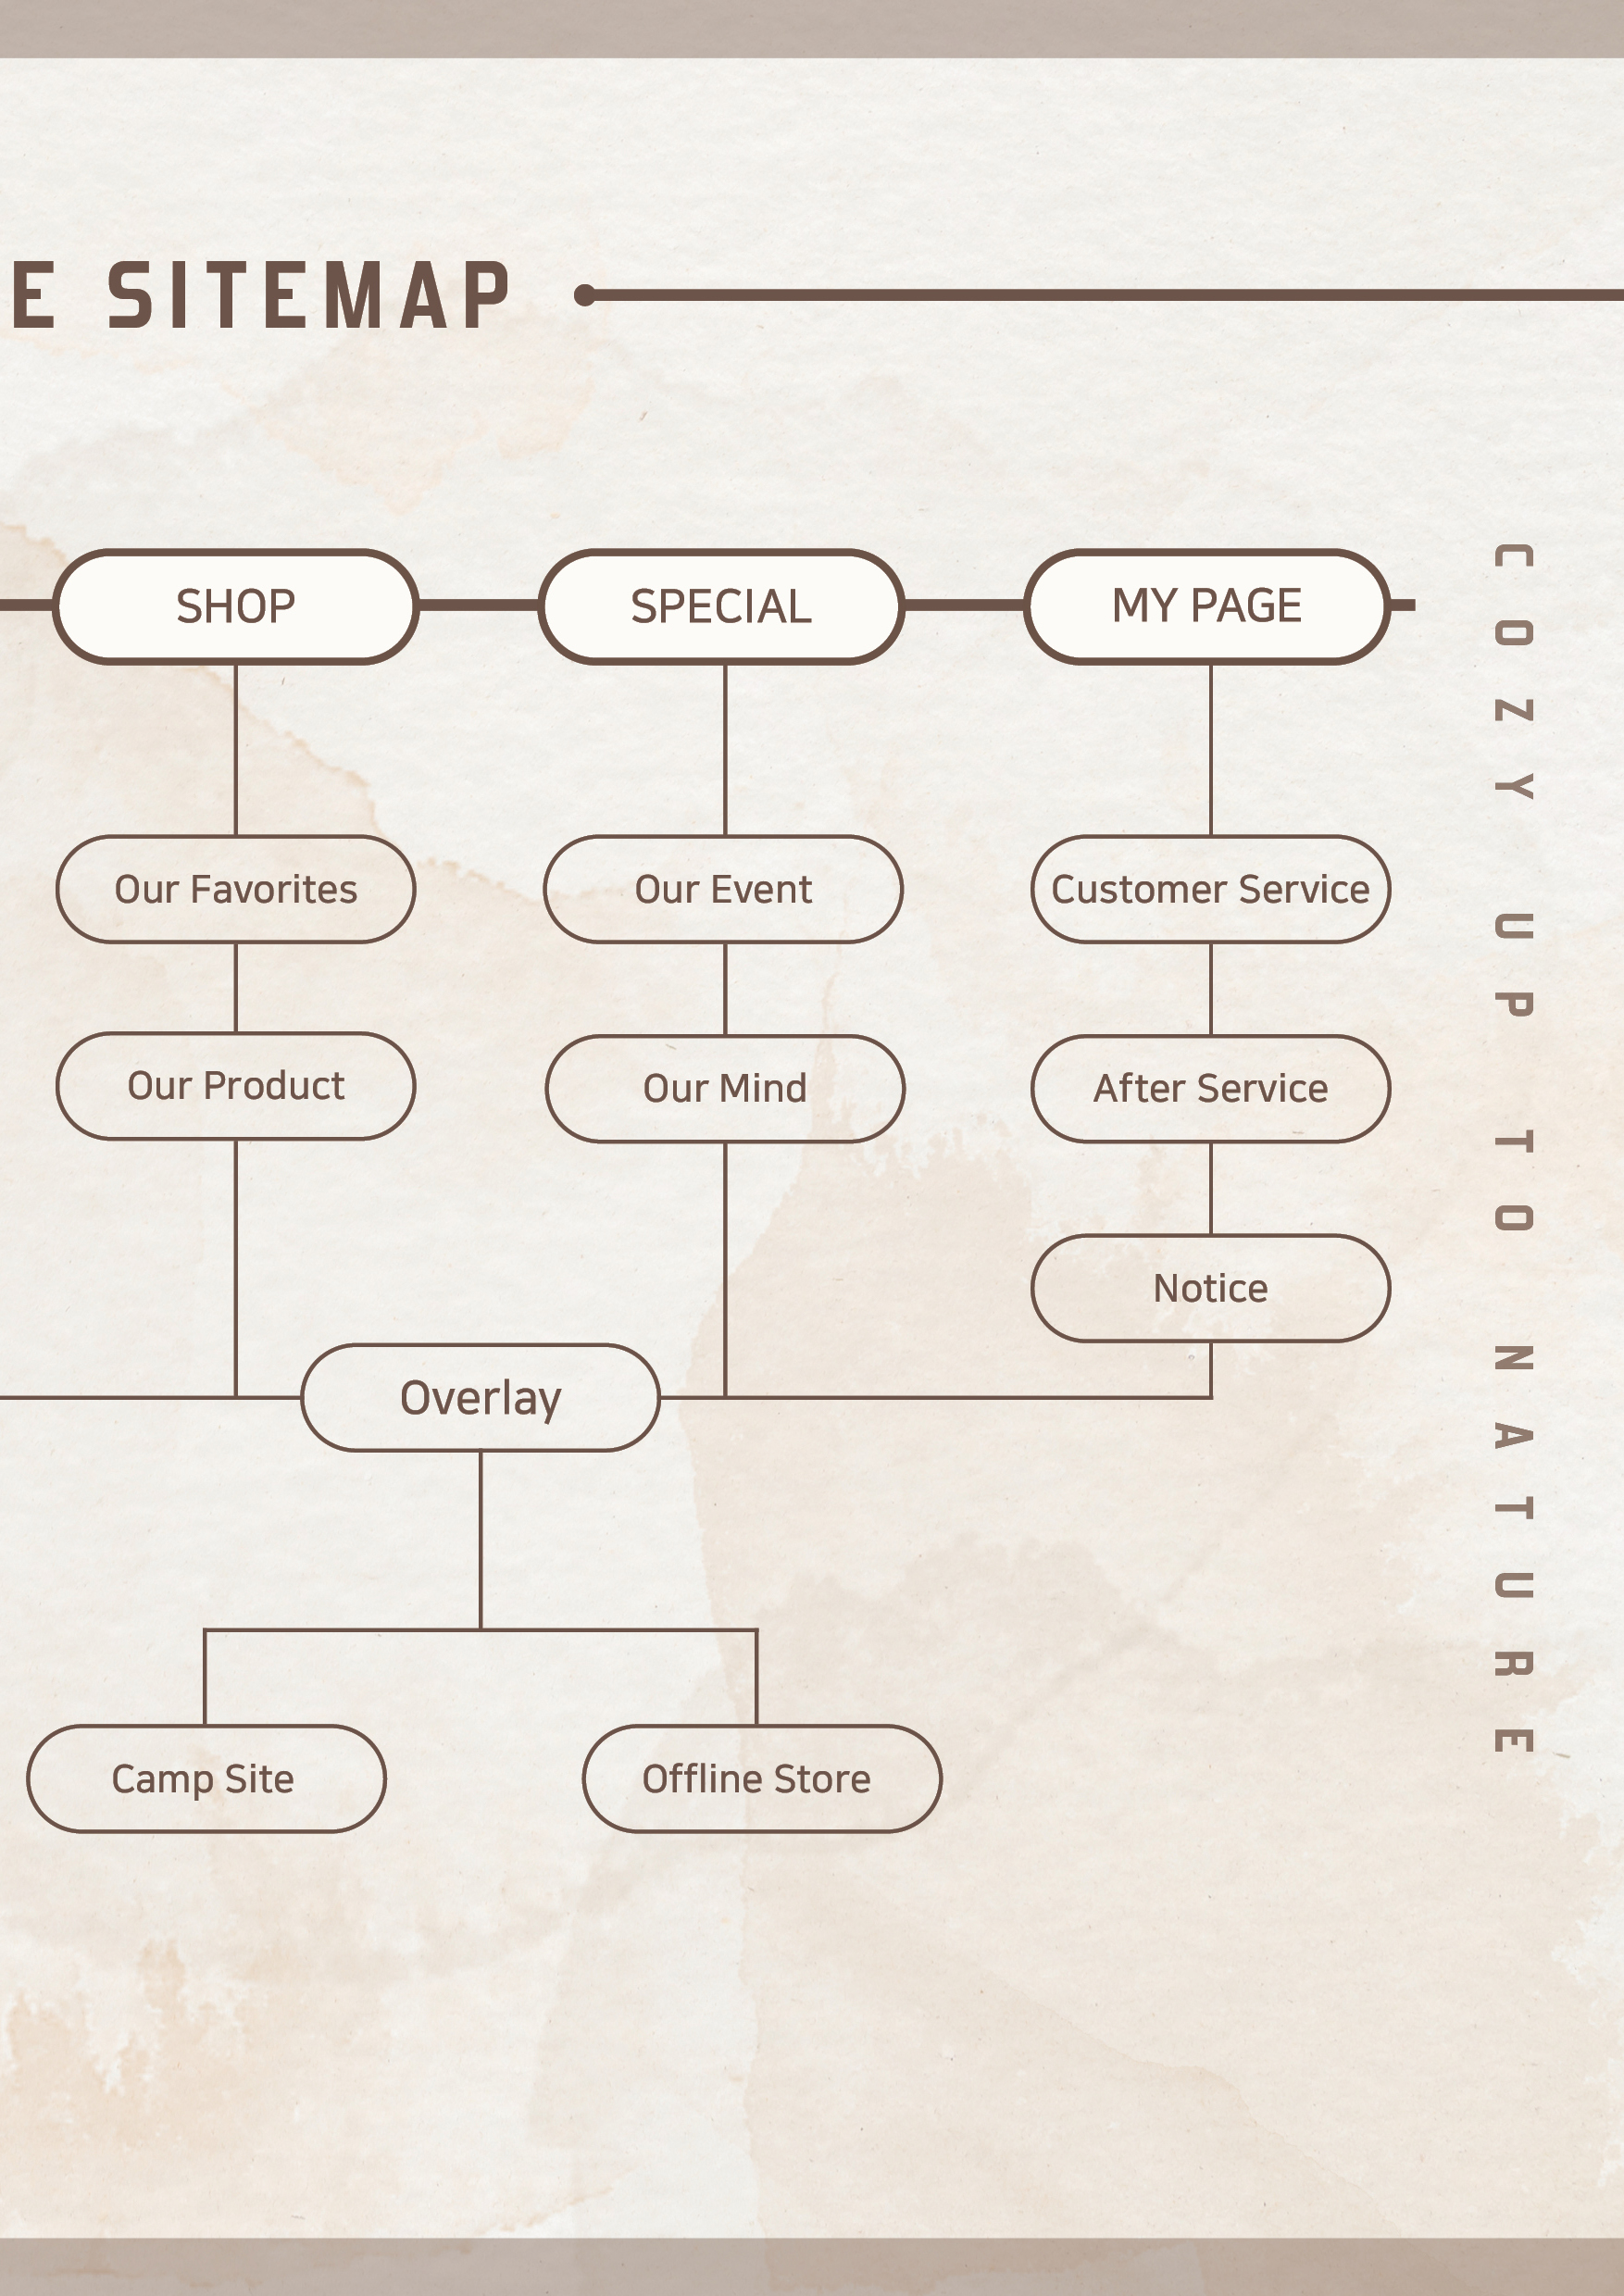 E SITEMAP
SHOP
SPECIAL
MY PAGE
Our Favorites
Our Event
Customer Service
Our Product
Our Mind
After Service
Notice
Overlay
Camp Site
Offline Store
COZY UP TO NATURE